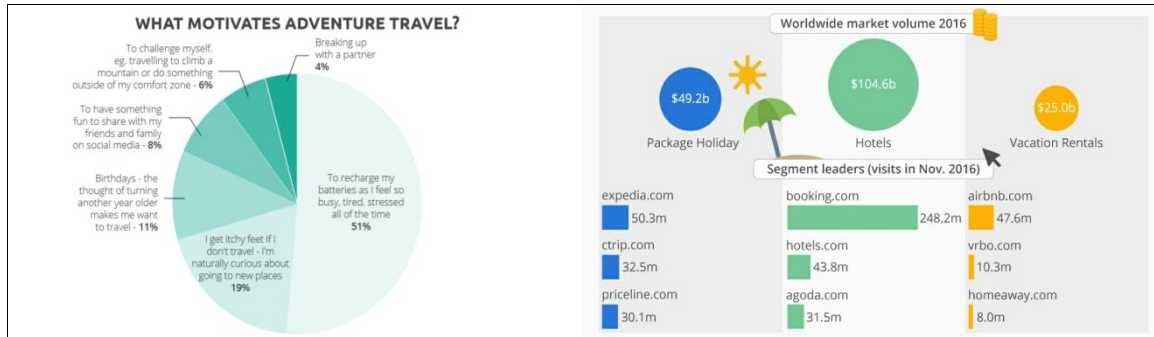 WHAT MOTIVATES ADVENTURE TRAVEL?
Breaking up
with a partner
4%
To challenge myself.
eg. travelling to climb a
mountain or do something
outside of my comfort zone - 6%
To have something
fun to share with my
friends and family
on social media - 8%
Birthdays - the
thought of turning
another year older
makes me want
to travel - 11%
I get itchy feet if I
don't travel - I'm
naturally curious about
going to new places
19%
To recharge my
batteries as I feel so
busy, tired, stressed
all of the time
51%
Worldwide market volume 2016
$49.2b
Package Holiday
$104.6b
Hotels
$25.0b
Vacation Rentals
Segment leaders (visits in Nov. 2016)
expedia.com
50.3m
ctrip.com
32.5m
priceline.com
30.1m
booking.com
248.2m
hotels.com
43.8m
agoda.com
31.5m
airbnb.com
47.6m
vrbo.com
10.3m
homeaway.com
8.0m